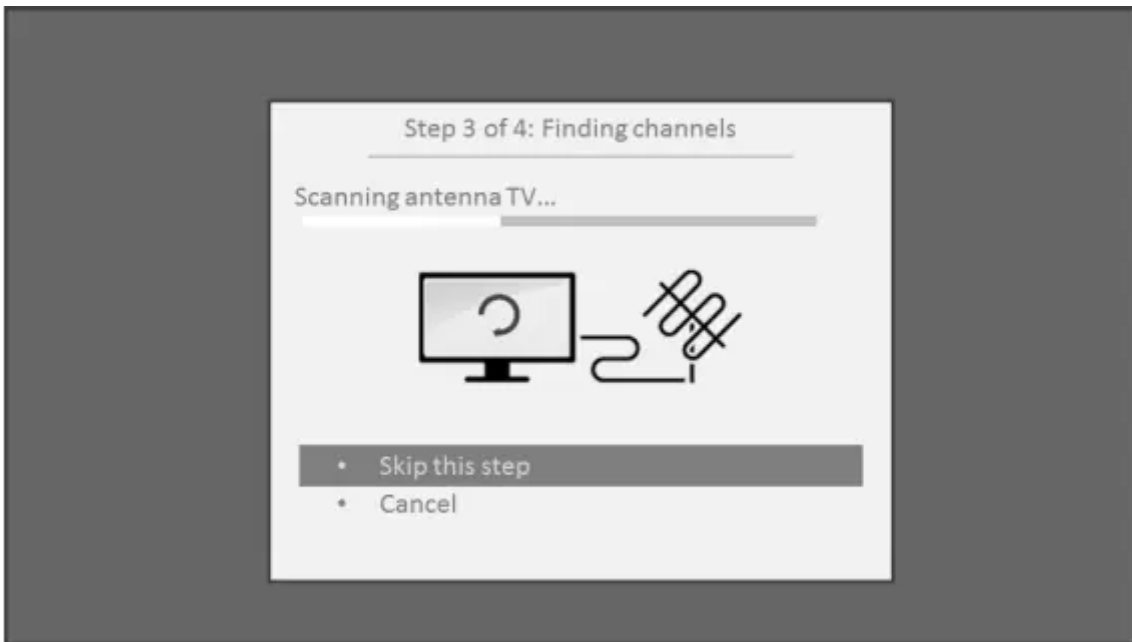 Step 3 of 4: Finding channels
Scanning antenna TV...
• Skip this step
• Cancel